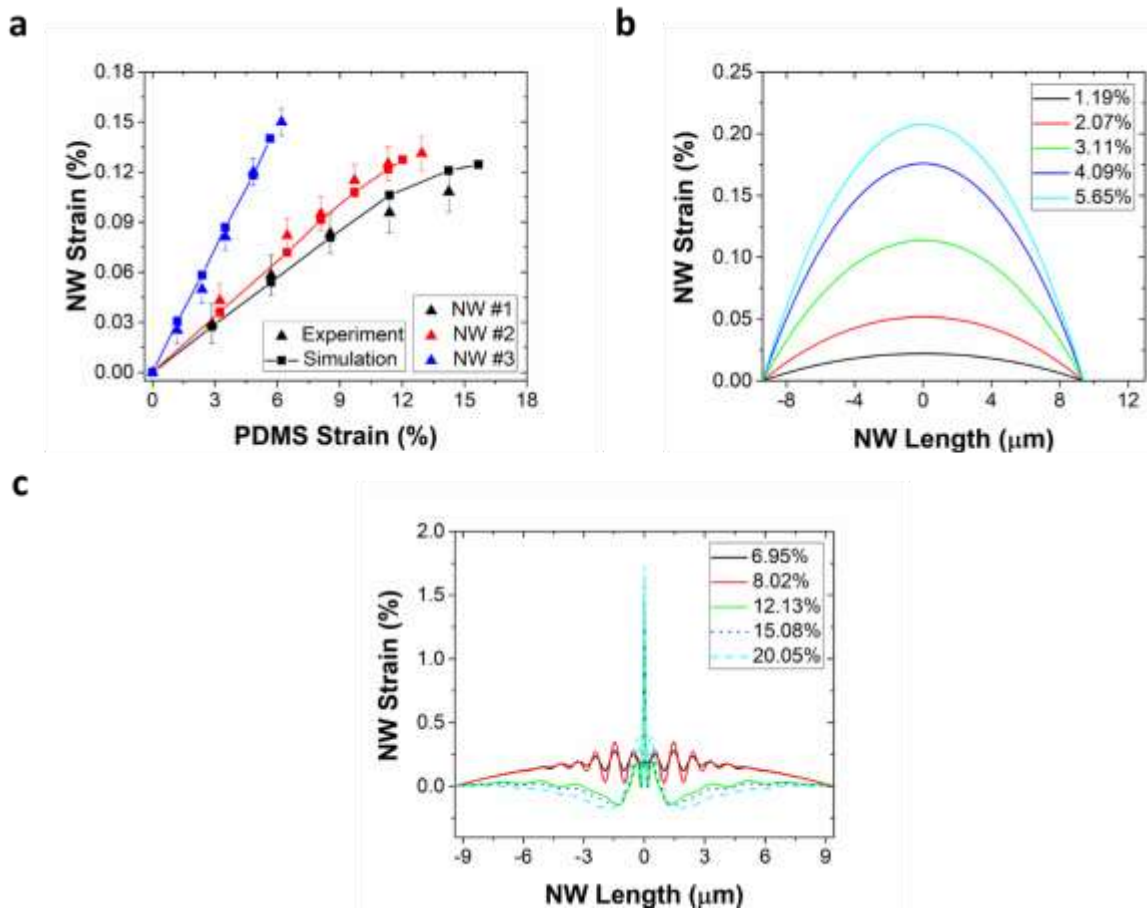 a
0.18
0.15
0.12
0.09
0.06
0.03
0.00
NW Strain (%)
Experiment
Simulation
NW #1
NW #2
NW #3
0 3 6 9 12 15 18
PDMS Strain (%)
b
0.25
0.20
0.15
0.10
0.05
0.00
NW Strain (%)
1.19%
2.07%
3.11%
4.09%
5.65%
-8 -4 0 4 8 12
NW Length (μm)
c
2.0
1.5
1.0
0.5
0.0
NW Strain (%)
6.95%
8.02%
12.13%
15.08%
20.05%
-9 -6 -3 0 3 6 9
NW Length (μm)